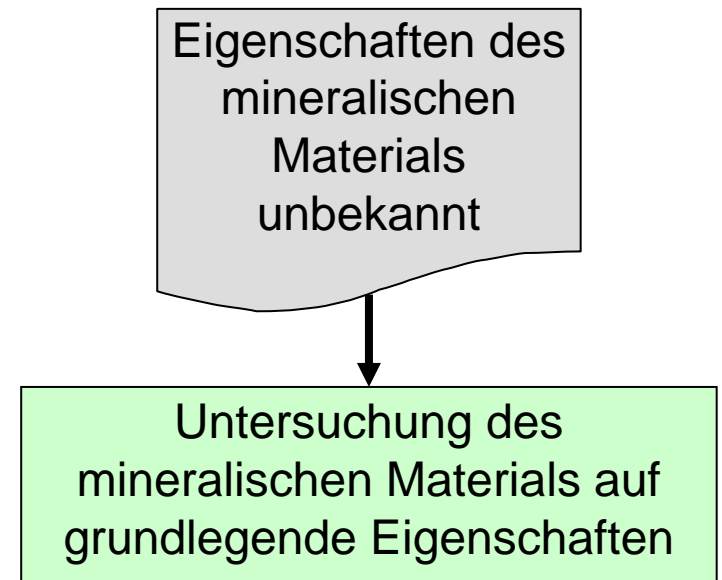 Eigenschaften des
mineralischen
Materials
unbekannt
Untersuchung des
mineralischen Materials auf
grundlegende Eigenschaften